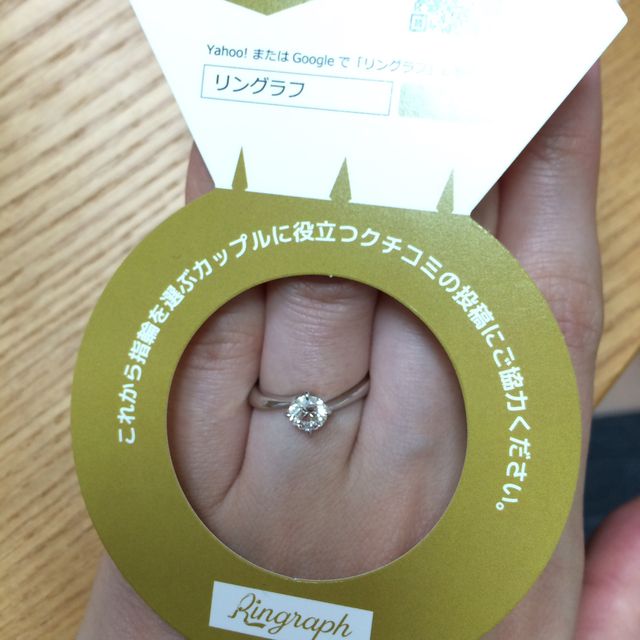 Yahoo! または Google で「リングラフ」
リングラフ
これから指輪を選ぶカップルに役立つクチコミの投稿にご協力ください。
Ringraph